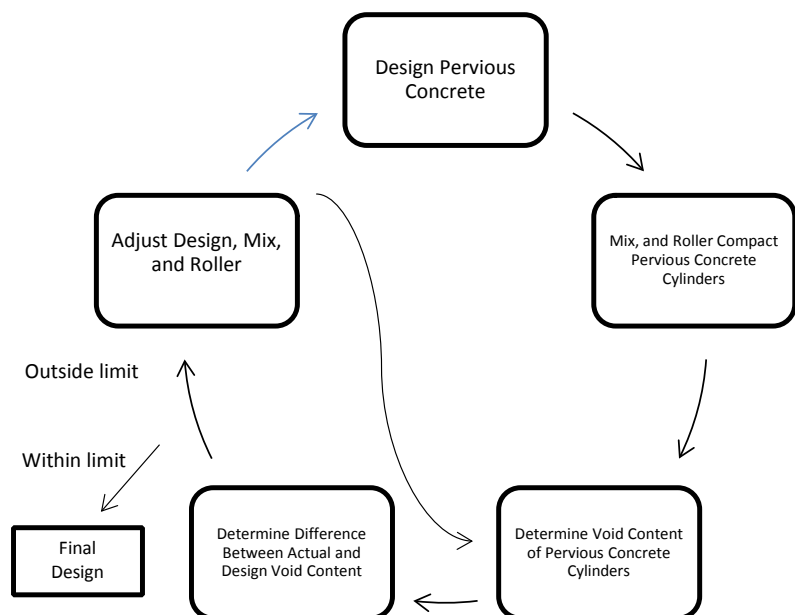 Design Pervious
Concrete
Mix, and Roller Compact
Pervious Concrete
Cylinders
Determine Void Content
of Pervious Concrete
Cylinders
Determine Difference
Between Actual and
Design Void Content
Adjust Design, Mix,
and Roller
Outside limit
Within limit
Final
Design